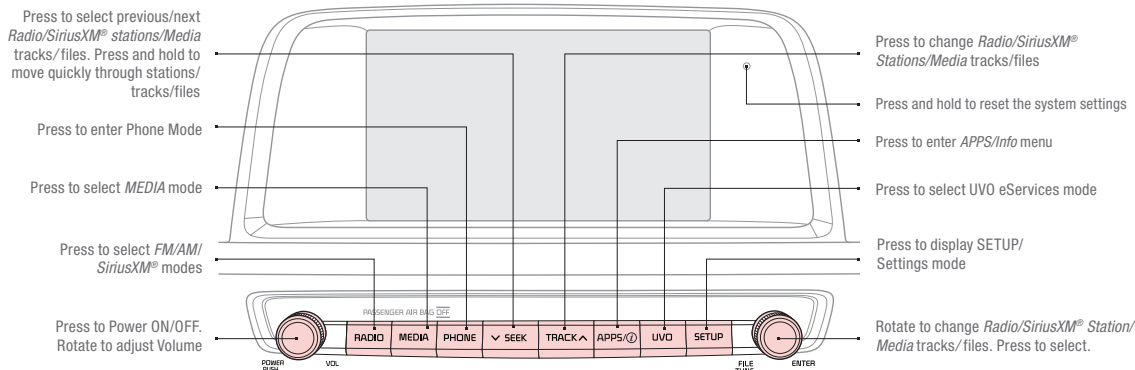 Press to select previous/next
Radio/SiriusXM® stations/Media
tracks/files. Press and hold to
move quickly through stations/
tracks/files
Press to enter Phone Mode
Press to select MEDIA mode
Press to select FM/AM/
SiriusXM® modes
Press to Power ON/OFF.
Rotate to adjust Volume
Press to change Radio/SiriusXM®
Stations/Media tracks/files
Press and hold to reset the system settings
Press to enter APPS/Info menu
Press to select UVO eServices mode
Press to display SETUP/
Settings mode
Rotate to change Radio/SiriusXM® Station/
Media tracks/files. Press to select.
PASSENGER AIR BAG OFF
RADIO MEDIA PHONE ∨ SEEK TRACK ∧ APPS/ⓘ UVO SETUP
POWER
PUSH
VOL
FILE
TUNE
ENTER